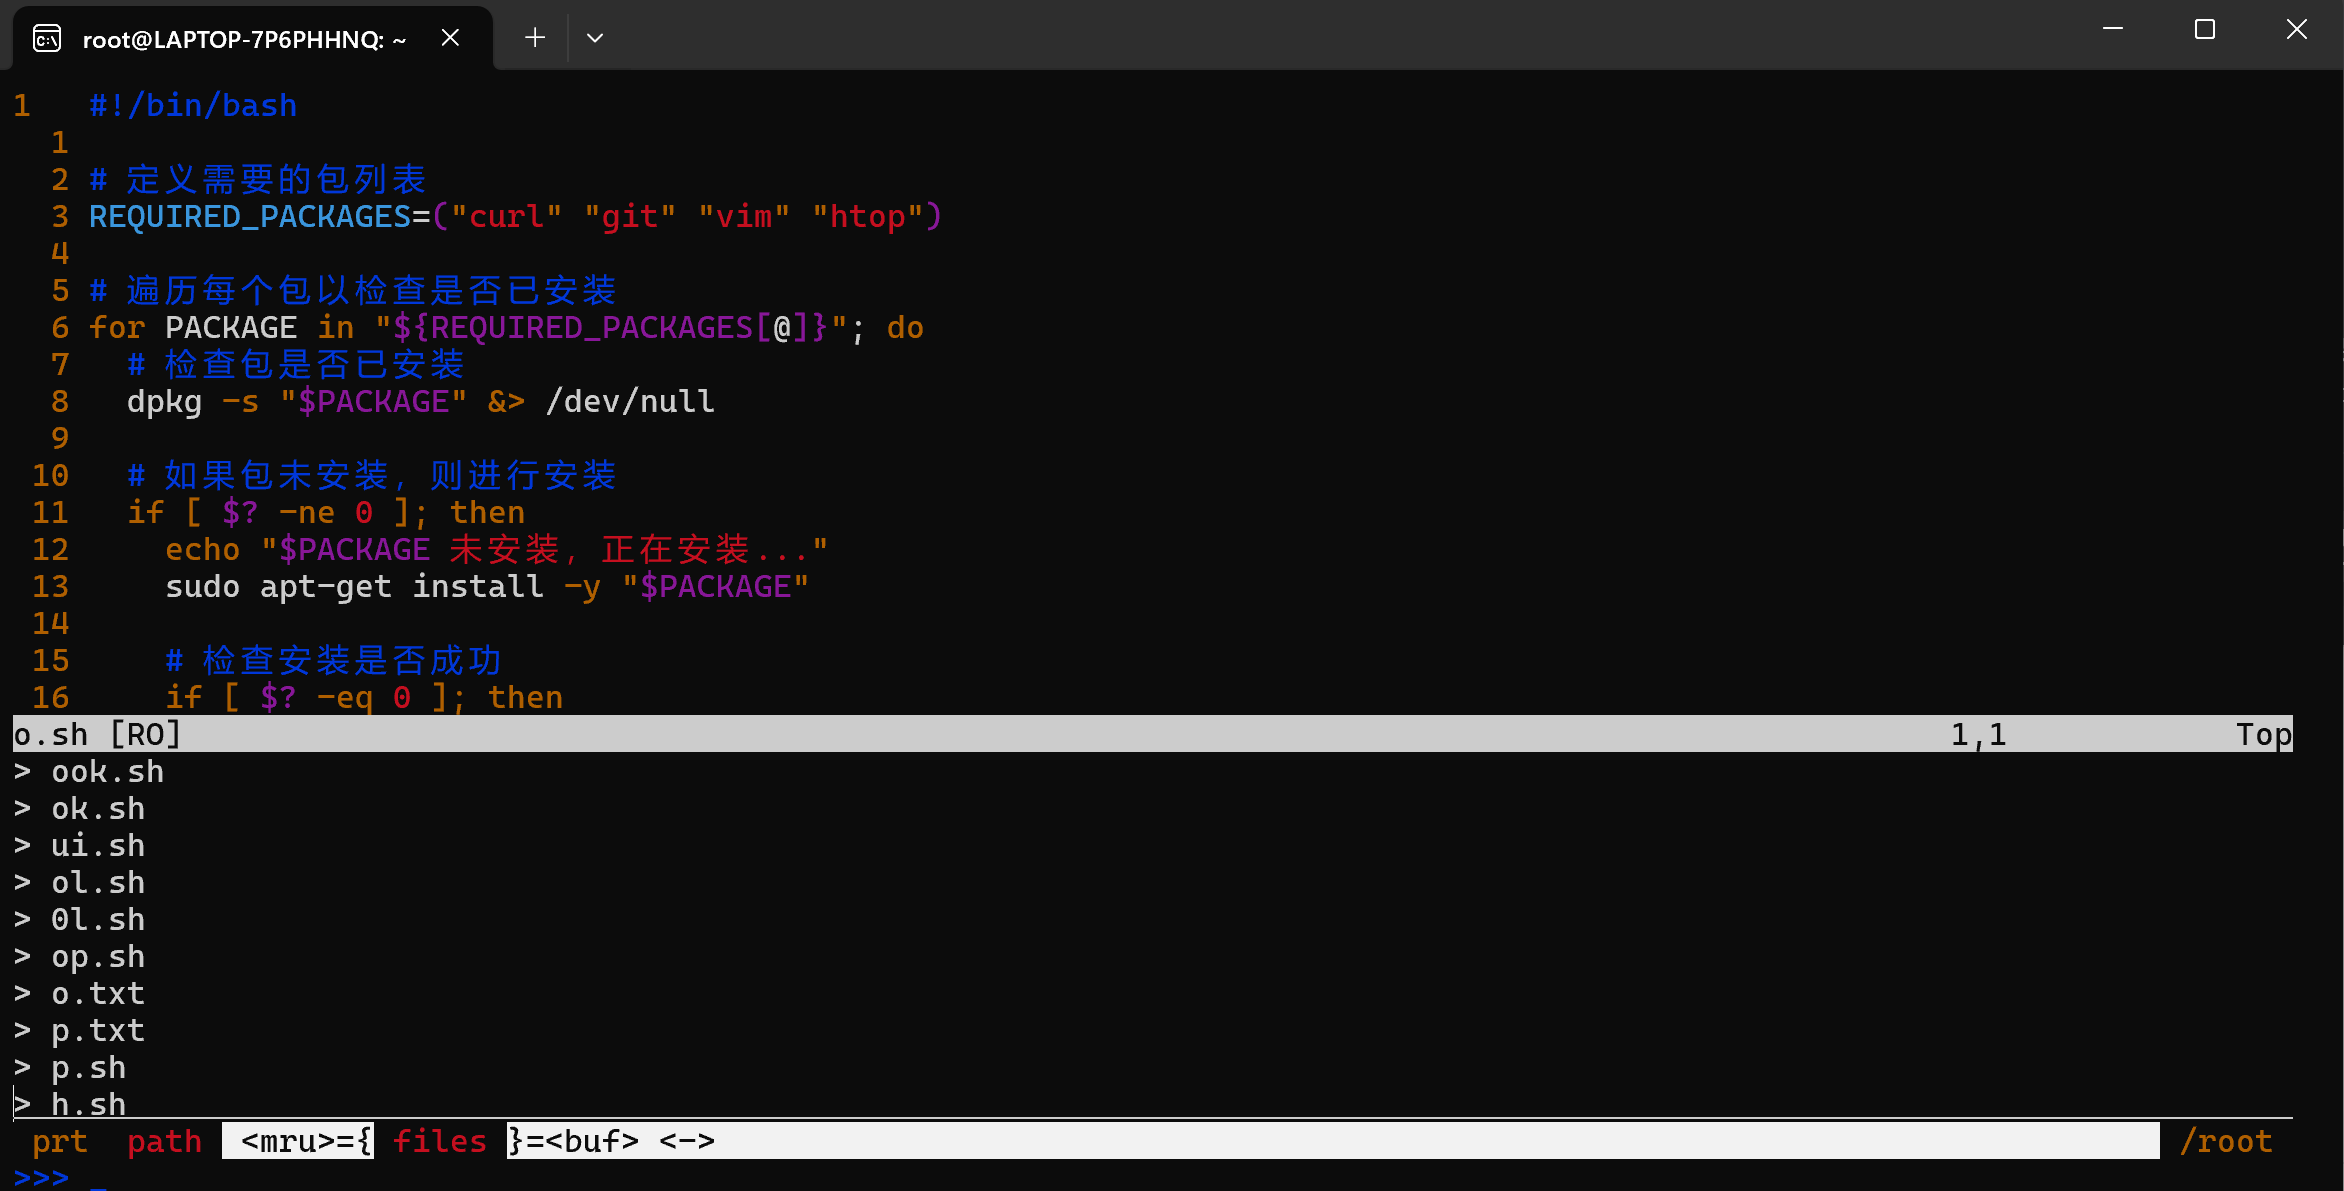 root@LAPTOP-7P6PHHNQ: ~
1   #!/bin/bash
  1
  2 # 定义需要的包列表
  3 REQUIRED_PACKAGES=("curl" "git" "vim" "htop")
  4
  5 # 遍历每个包以检查是否已安装
  6 for PACKAGE in "${REQUIRED_PACKAGES[@]}"; do
  7   # 检查包是否已安装
  8   dpkg -s "$PACKAGE" &> /dev/null
  9
 10   # 如果包未安装，则进行安装
 11   if [ $? -ne 0 ]; then
 12     echo "$PACKAGE 未安装，正在安装..."
 13     sudo apt-get install -y "$PACKAGE"
 14
 15     # 检查安装是否成功
 16     if [ $? -eq 0 ]; then
o.sh [RO] 1,1 Top
> ook.sh
> ok.sh
> ui.sh
> ol.sh
> 0l.sh
> op.sh
> o.txt
> p.txt
> p.sh
> h.sh
prt  path  <mru>={ files }=<buf> <-> /root
>>> _